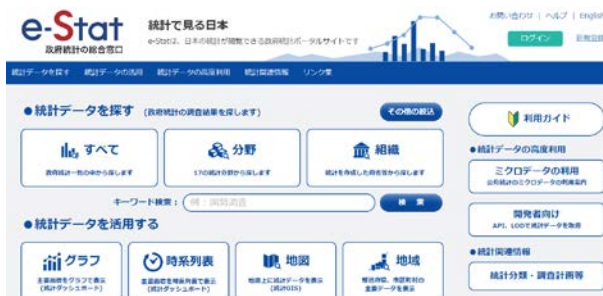 お問い合わせ | ヘルプ | English
e-Stat
統計で見る日本
政府統計の総合窓口
e-Statは、日本の統計が閲覧できる政府統計ポータルサイトです
ログイン 新規登録
統計データを探す 統計データの活用 統計データの高度利用 統計関連情報 リンク集
●統計データを探す (政府統計の調査結果を探します)
その他の絞込
すべて
政府統計一覧の中から探します
分野
17の統計分野から探します
組織
統計を作成した府省等から探します
キーワード検索:
例:国勢調査
検索
●統計データを活用する
グラフ
主要指標をグラフで表示
(統計ダッシュボード)
時系列表
主要指標を時系列表で表示
(統計ダッシュボード)
地図
地図上に統計データを表示
(統計GIS)
地域
都道府県、市区町村の
主要データを表示
利用ガイド
●統計データの高度利用
ミクロデータの利用
公的統計のミクロデータの利用案内
開発者向け
API、LODで統計データを取得
●統計関連情報
統計分類・調査計画等